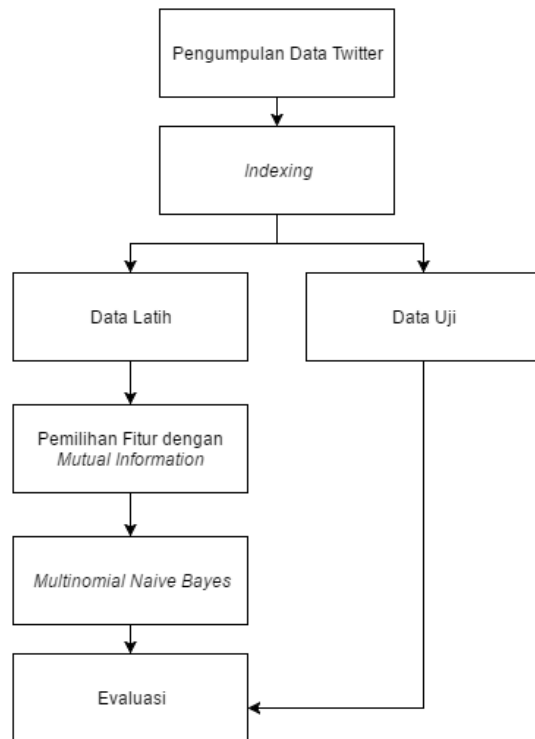 Pengumpulan Data Twitter
Indexing
Data Latih
Data Uji
Pemilihan Fitur dengan
Mutual Information
Multinomial Naive Bayes
Evaluasi